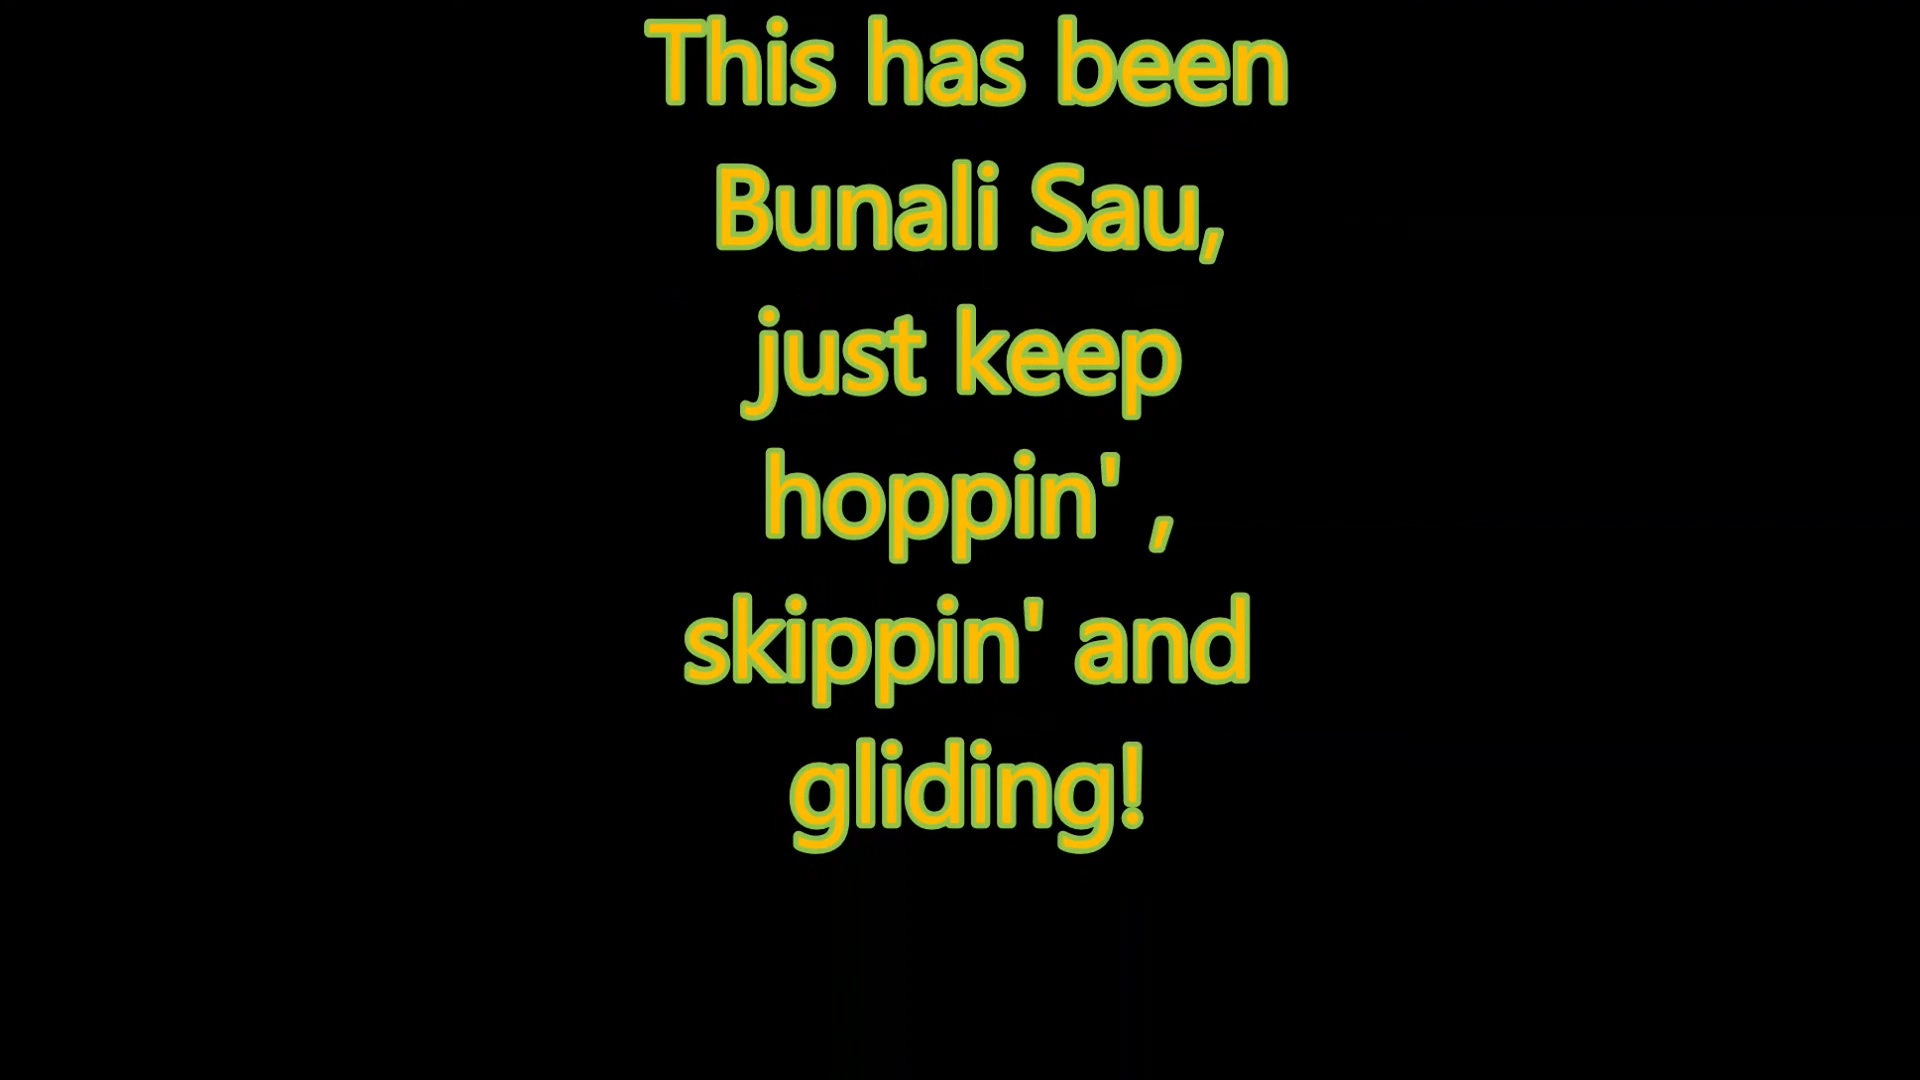 This has been
Bunali Sau,
just keep
hoppin' ,
skippin' and
gliding!